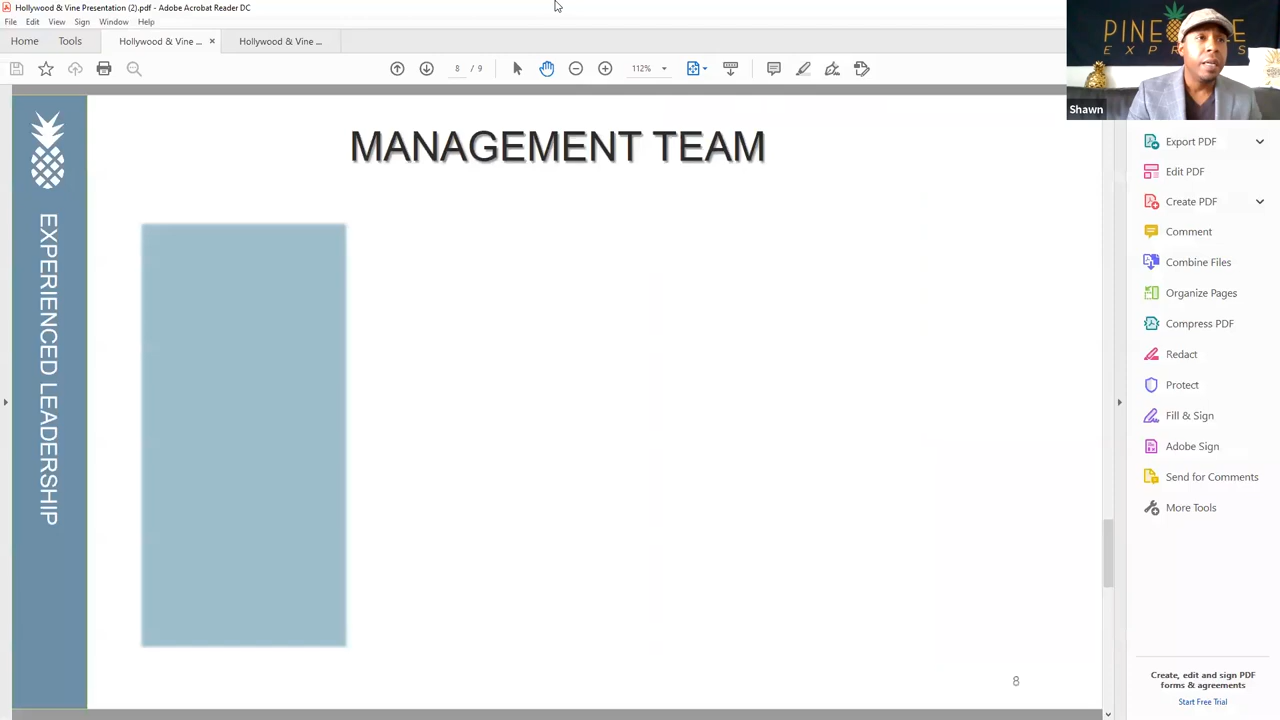 Hollywood & Vine Presentation (2).pdf - Adobe Acrobat Reader DC
File Edit View Sign Window Help
Home Tools Hollywood & Vine ... × Hollywood & Vine ...
8 / 9 112%
PINE LE
EXPRES
Shawn
EXPERIENCED LEADERSHIP
MANAGEMENT TEAM
8
Export PDF
Edit PDF
Create PDF
Comment
Combine Files
Organize Pages
Compress PDF
Redact
Protect
Fill & Sign
Adobe Sign
Send for Comments
More Tools
Create, edit and sign PDF
forms & agreements
Start Free Trial